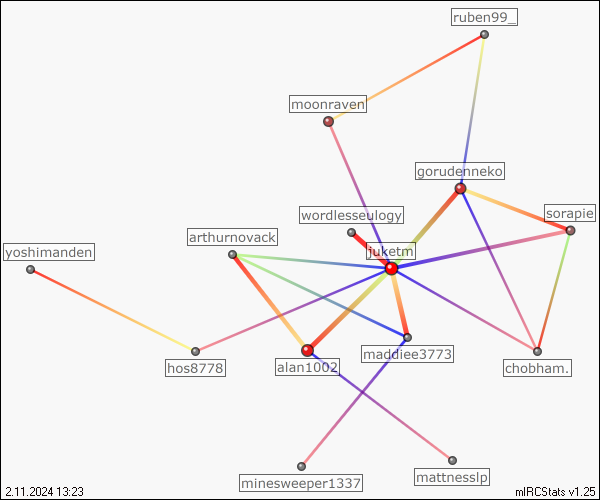 ruben99_
moonraven
gorudenneko
wordlesseulogy
sorapie
arthurnovack
juketm
yoshimanden
maddiee3773
hos8778
alan1002
chobham.
mattnesslp
minesweeper1337
2.11.2024 13:23
mIRCStats v1.25